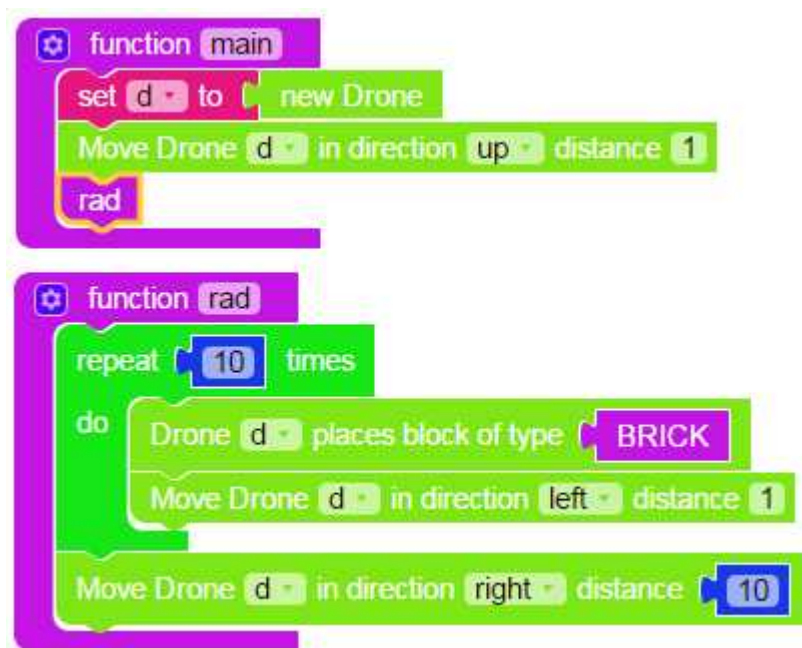 function main
set d to new Drone
Move Drone d in direction up distance 1
rad
function rad
repeat 10 times
do
Drone d places block of type BRICK
Move Drone d in direction left distance 1
Move Drone d in direction right distance 10